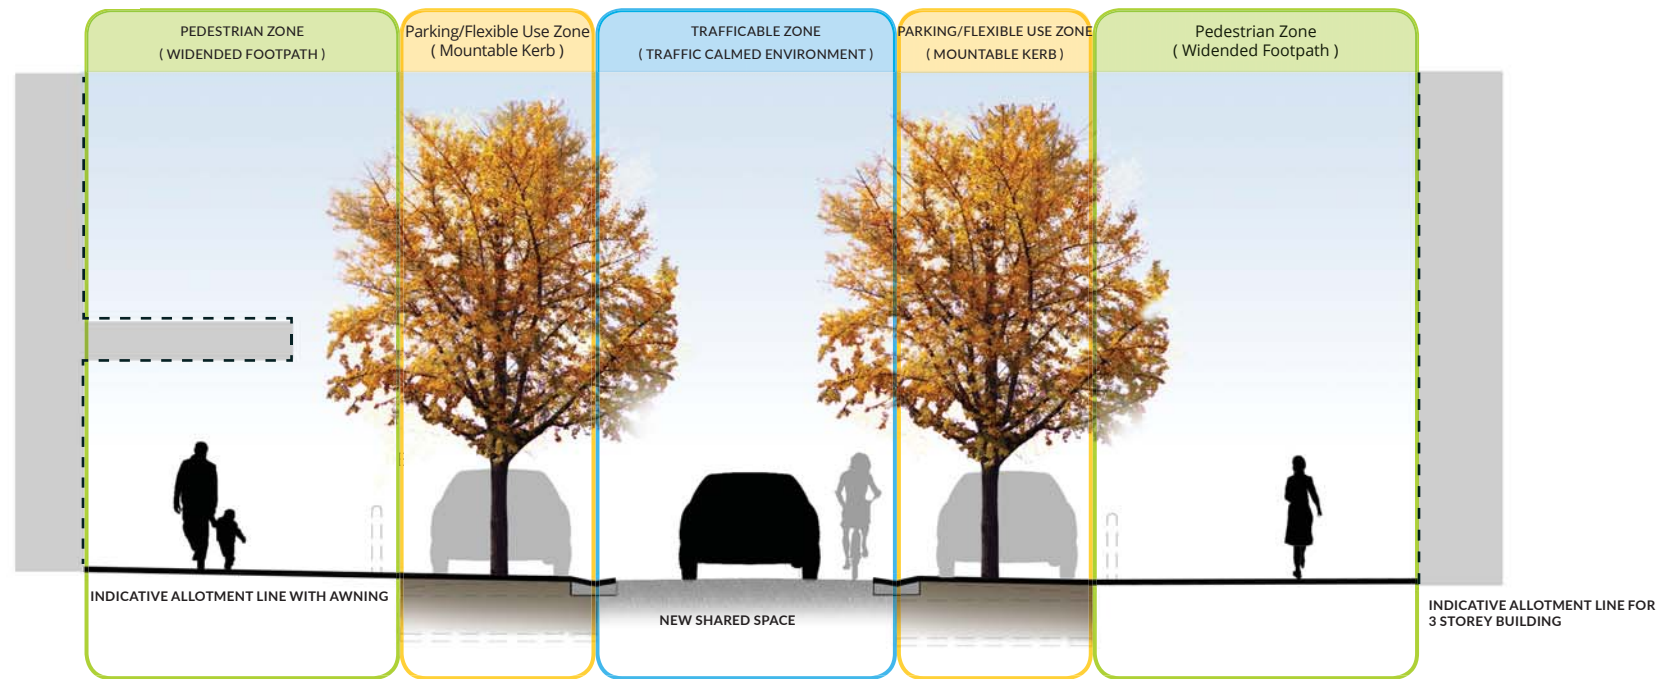 PEDESTRIAN ZONE
( WIDENDED FOOTPATH )
Parking/Flexible Use Zone
( Mountable Kerb )
TRAFFICABLE ZONE
( TRAFFIC CALMED ENVIRONMENT )
PARKING/FLEXIBLE USE ZONE
( MOUNTABLE KERB )
Pedestrian Zone
( Widended Footpath )
INDICATIVE ALLOTMENT LINE WITH AWNING
NEW SHARED SPACE
INDICATIVE ALLOTMENT LINE FOR
3 STOREY BUILDING